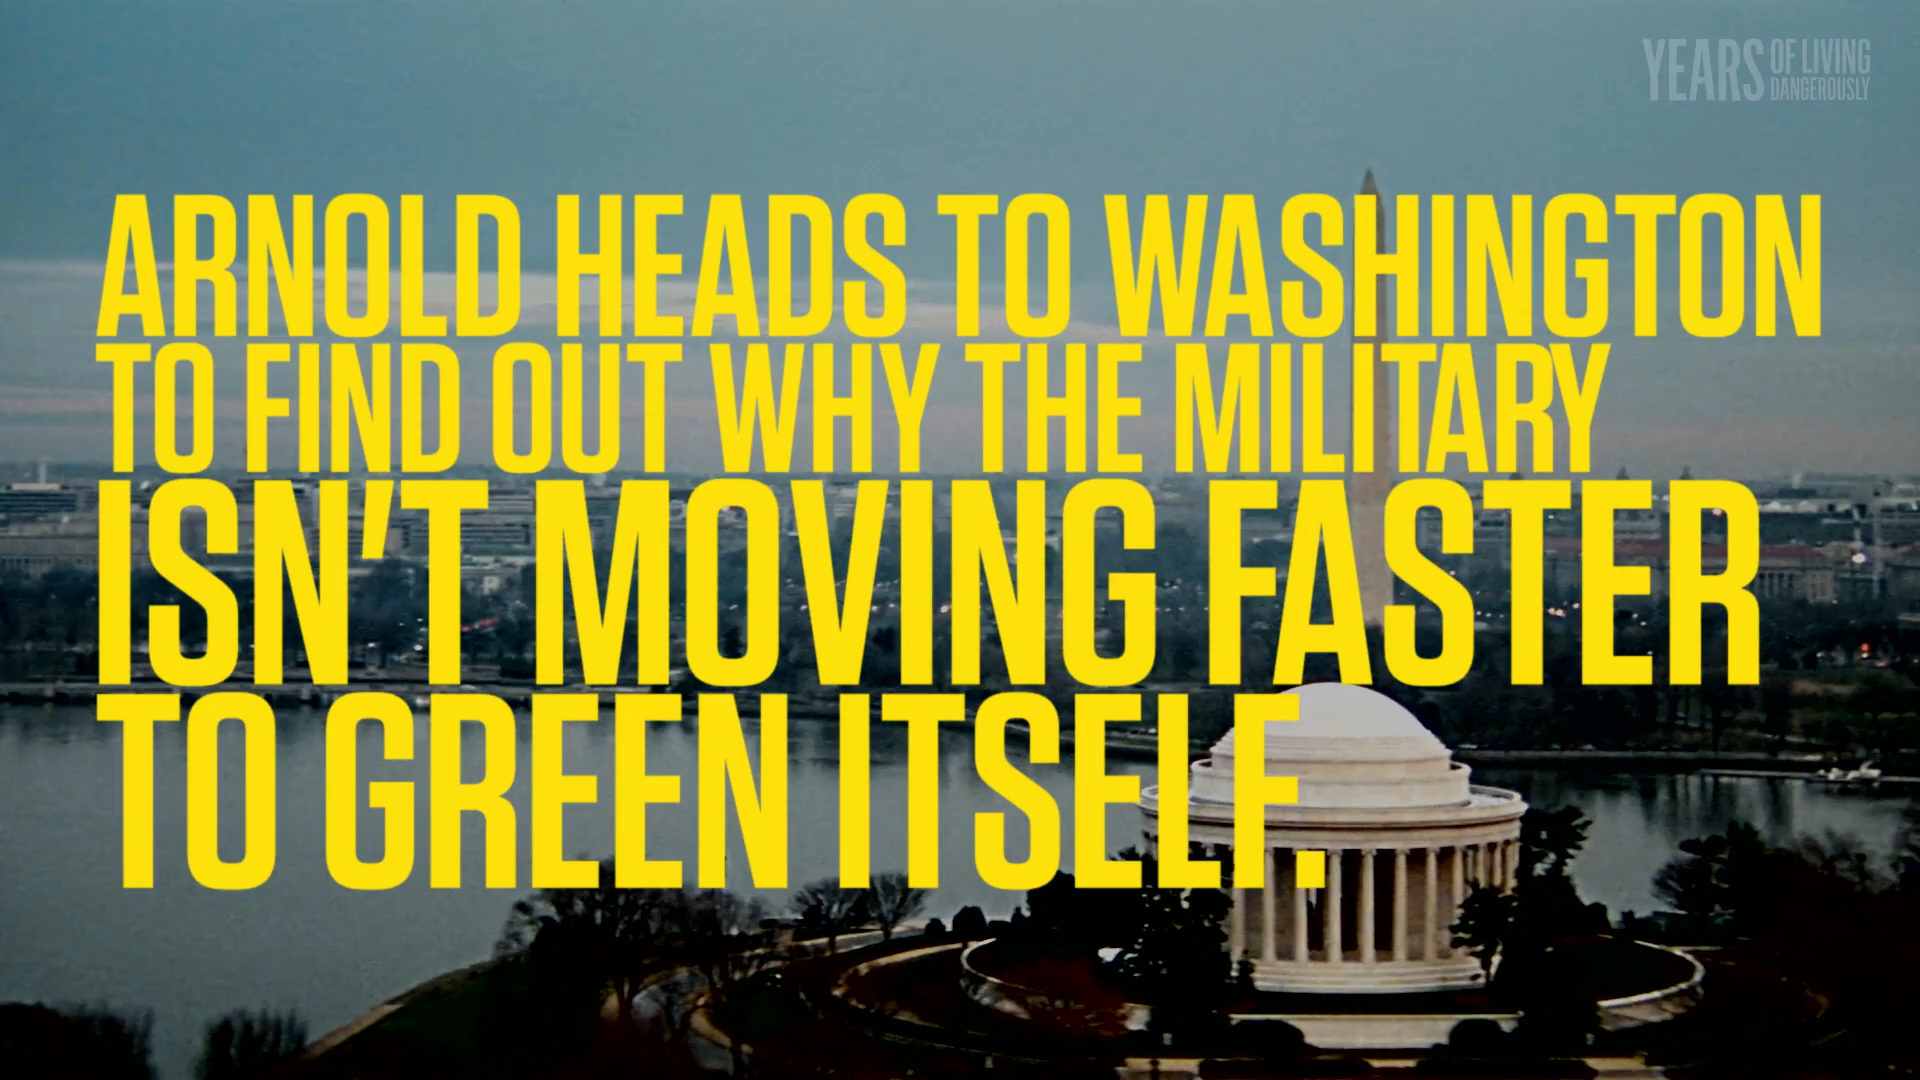 YEARS OF LIVING
DANGEROUSLY
ARNOLD HEADS TO WASHINGTON
TO FIND OUT WHY THE MILITARY
ISN'T MOVING FASTER
TO GREEN ITSELF.